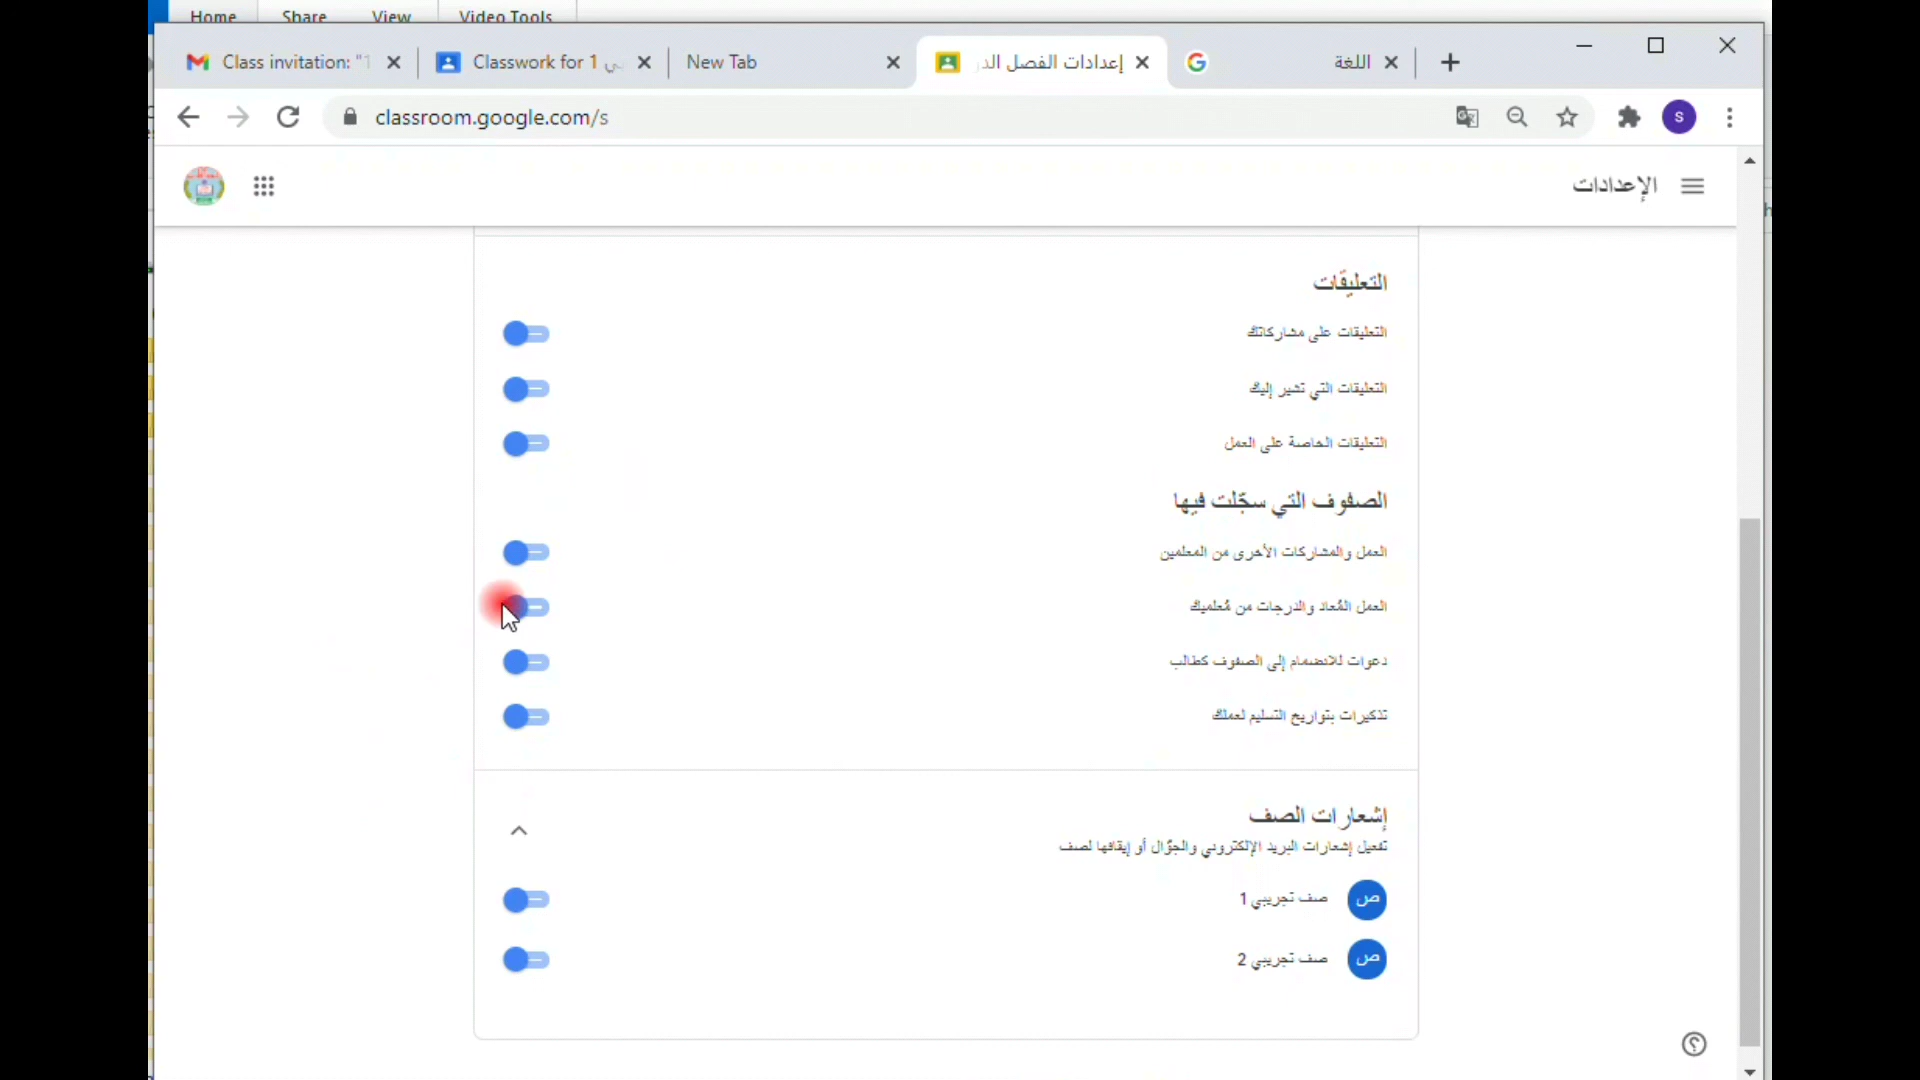 Home Share View Video Tools
Class invitation: "1
Classwork for 1
New Tab
إعدادات الفصل الدر
اللغة
classroom.google.com/s
S
الإعدادات
التعليقات
التعليقات على مشاركاتك
التعليقات التي تشير إليك
التعليقات الخاصة على العمل
الصفوف التي سجّلت فيها
العمل والمشاركات الأخرى من المعلمين
العمل المُعاد والدرجات من مُعلميك
دعوات للانضمام إلى الصفوف كطالب
تذكيرات بتواريخ التسليم لعملك
إشعارات الصف
تفعيل إشعارات البريد الإلكتروني والجوّال أو إيقافها لصف
ص صف تجريبي 1
ص صف تجريبي 2